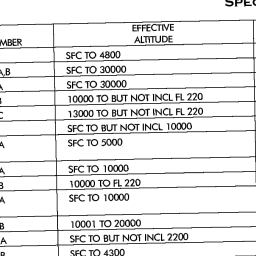 SPEC
MBER EFFECTIVE
ALTITUDE
SFC TO 4800
A,B SFC TO 30000
A SFC TO 30000
B 10000 TO BUT NOT INCL FL 220
C 13000 TO BUT NOT INCL FL 220
SFC TO BUT NOT INCL 10000
A SFC TO 5000
A SFC TO 10000
B 10000 TO FL 220
A SFC TO 10000
B 10001 TO 20000
A SFC TO BUT NOT INCL 2200
B SFC TO 4300